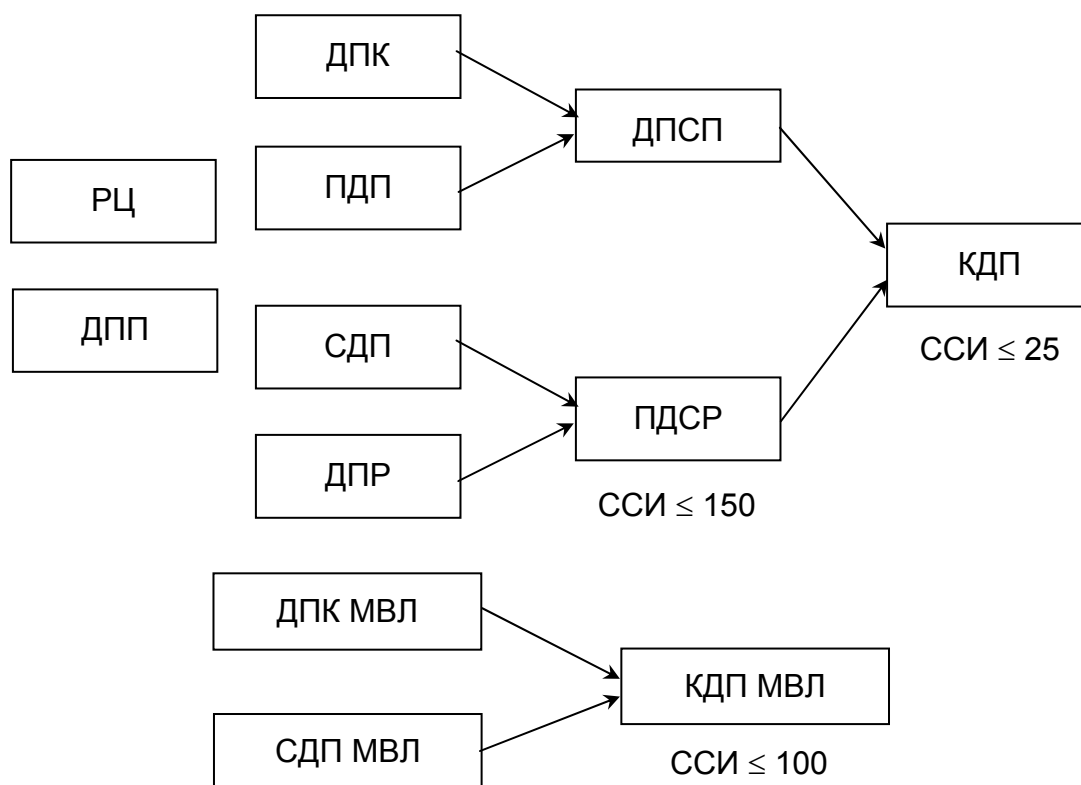 ДПК
ДПСП
ПДП
РЦ
КДП
ДПП
СДП
ССИ ≤ 25
ПДСР
ДПР
ССИ ≤ 150
ДПК МВЛ
КДП МВЛ
СДП МВЛ
ССИ ≤ 100